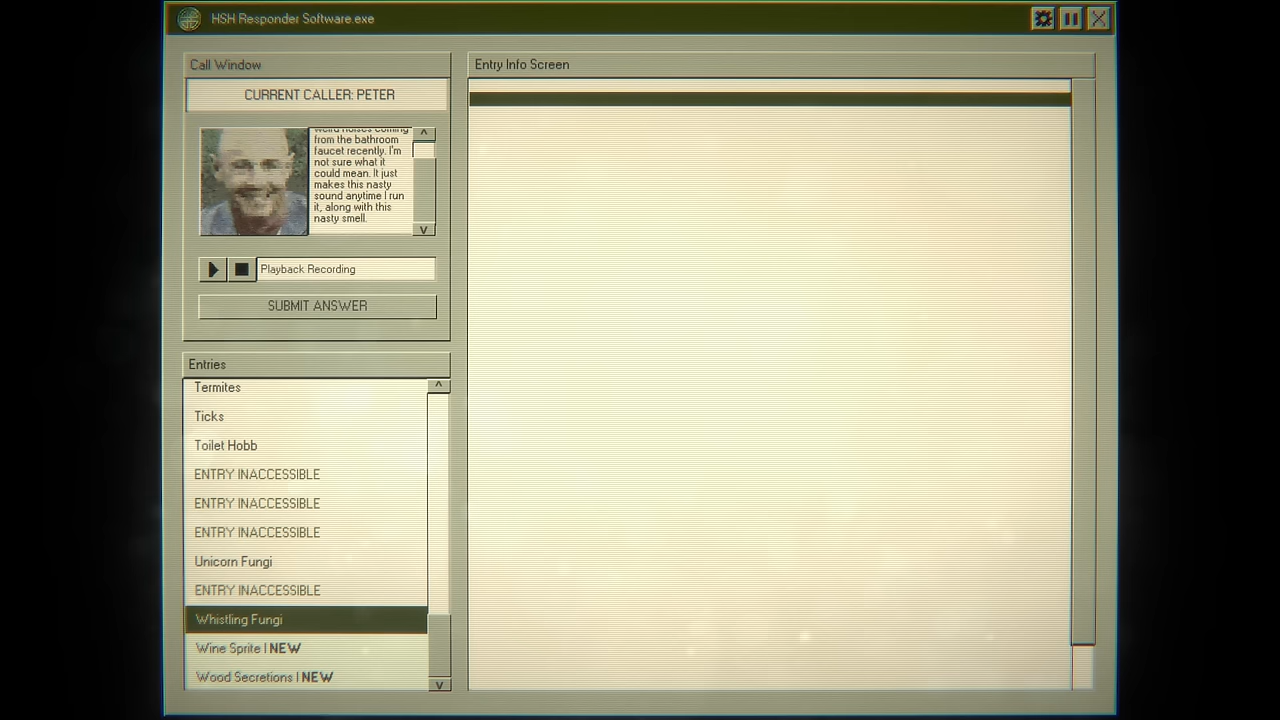 HSH Responder Software.exe
Call Window
CURRENT CALLER: PETER
weird noises coming
from the bathroom
faucet recently. I'm
not sure what it
could mean. It just
makes this nasty
sound anytime I run
it, along with this
nasty smell.
Playback Recording
SUBMIT ANSWER
Entries
Termites
Ticks
Toilet Hobb
ENTRY INACCESSIBLE
ENTRY INACCESSIBLE
ENTRY INACCESSIBLE
Unicorn Fungi
ENTRY INACCESSIBLE
Whistling Fungi
Wine Sprite | NEW
Wood Secretions | NEW
Entry Info Screen